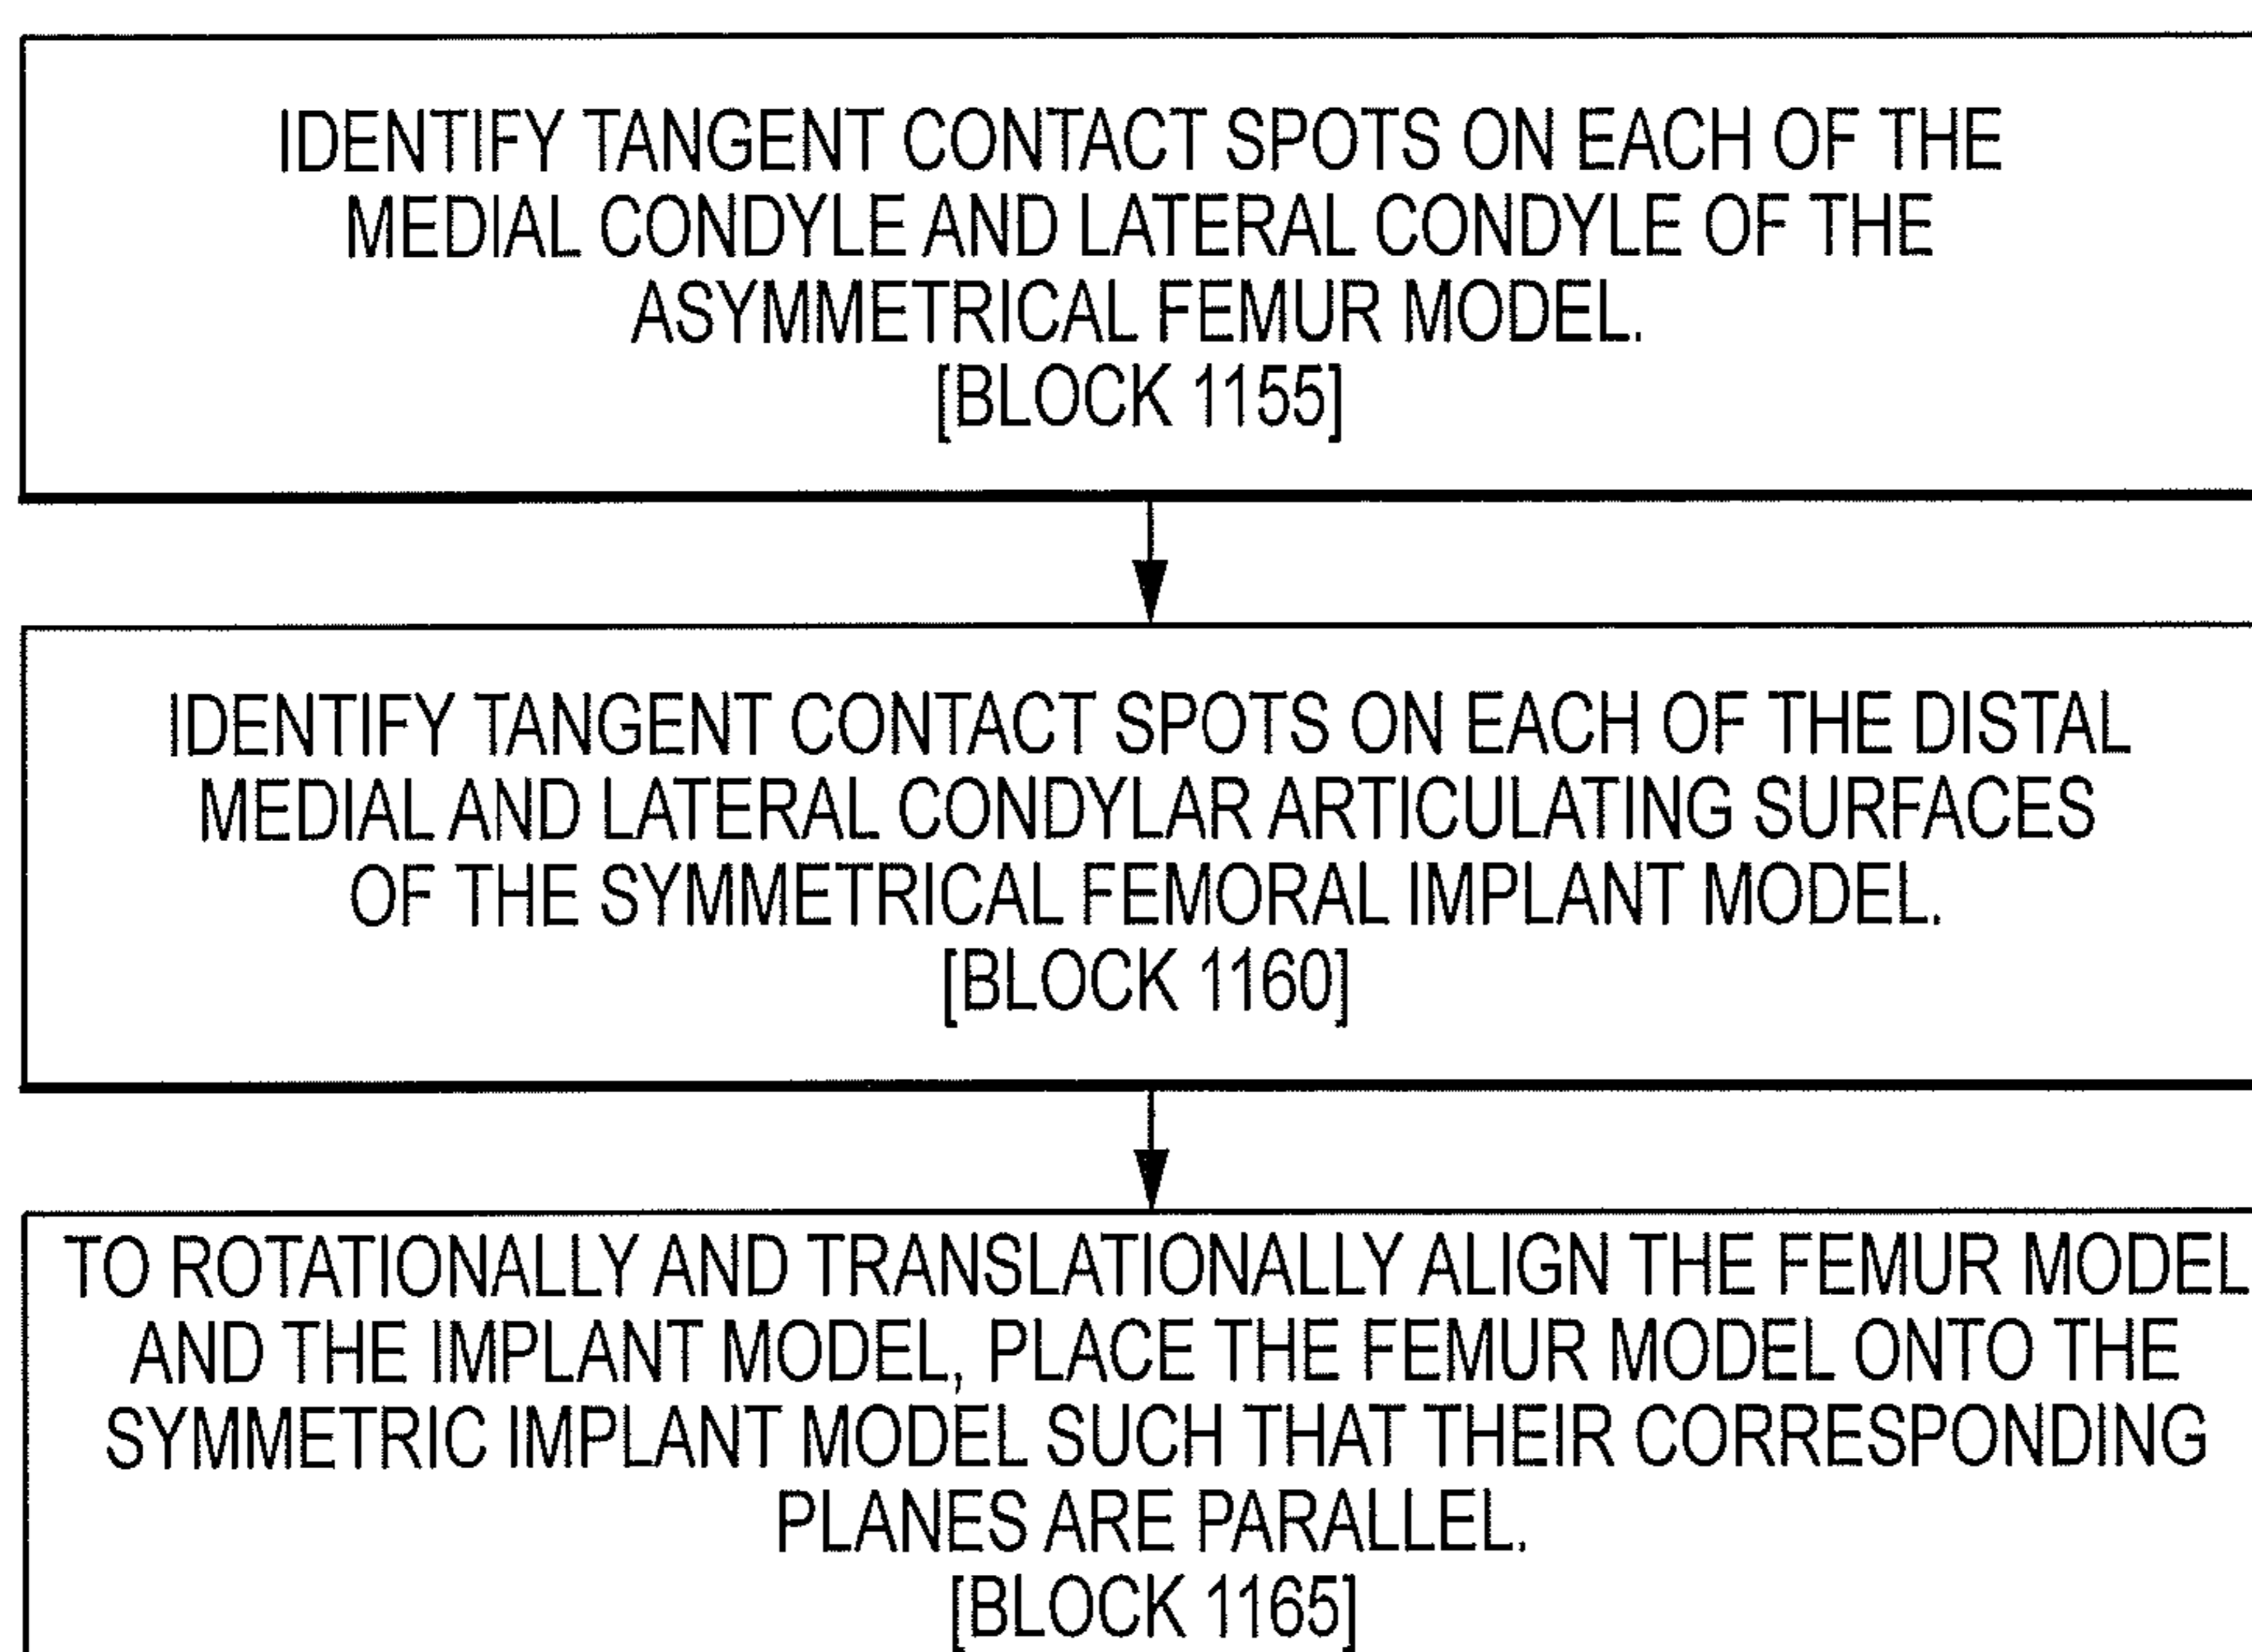 IDENTIFY TANGENT CONTACT SPOTS ON EACH OF THE
MEDIAL CONDYLE AND LATERAL CONDYLE OF THE
ASYMMETRICAL FEMUR MODEL.
[BLOCK 1155]
IDENTIFY TANGENT CONTACT SPOTS ON EACH OF THE DISTAL
MEDIAL AND LATERAL CONDYLAR ARTICULATING SURFACES
OF THE SYMMETRICAL FEMORAL IMPLANT MODEL.
[BLOCK 1160]
TO ROTATIONALLY AND TRANSLATIONALLY ALIGN THE FEMUR MODEL
AND THE IMPLANT MODEL, PLACE THE FEMUR MODEL ONTO THE
SYMMETRIC IMPLANT MODEL SUCH THAT THEIR CORRESPONDING
PLANES ARE PARALLEL.
[BLOCK 1165]